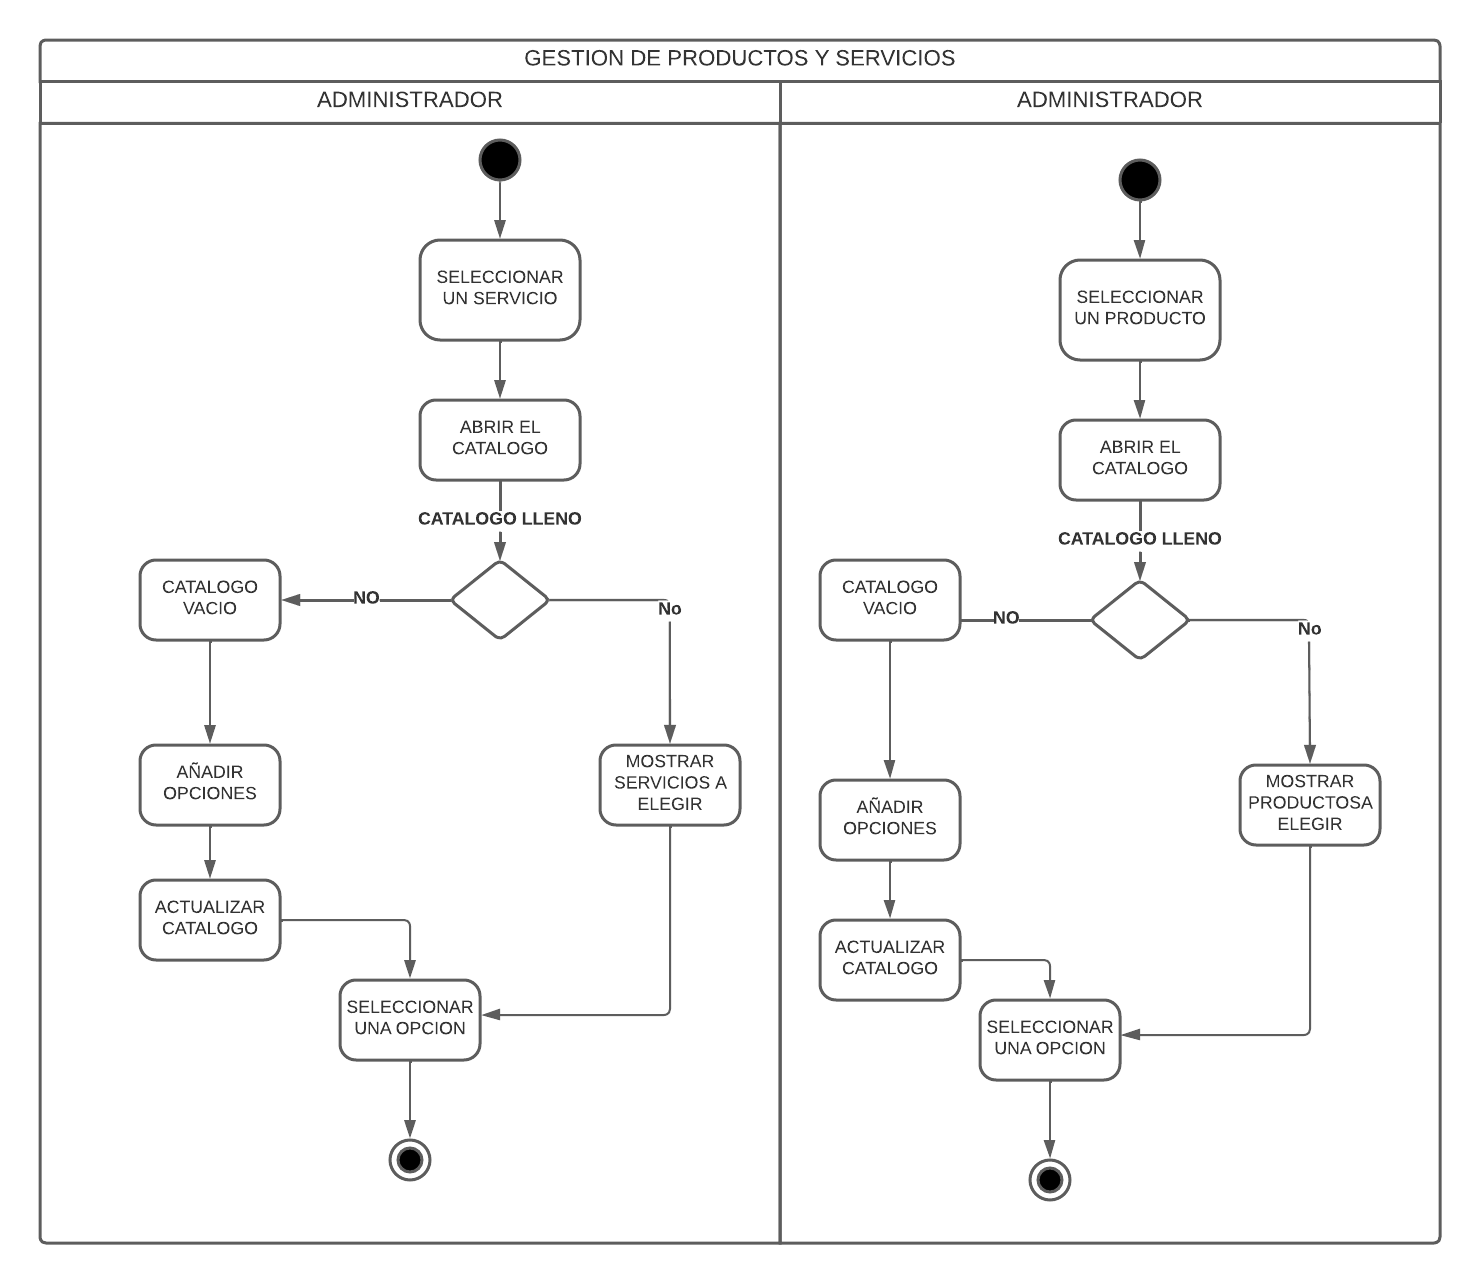 GESTION DE PRODUCTOS Y SERVICIOS
ADMINISTRADOR
SELECCIONAR
UN SERVICIO
ABRIR EL
CATALOGO
CATALOGO LLENO
NO
No
CATALOGO
VACIO
AÑADIR
OPCIONES
MOSTRAR
SERVICIOS A
ELEGIR
ACTUALIZAR
CATALOGO
SELECCIONAR
UNA OPCION
ADMINISTRADOR
SELECCIONAR
UN PRODUCTO
ABRIR EL
CATALOGO
CATALOGO LLENO
NO
No
CATALOGO
VACIO
AÑADIR
OPCIONES
MOSTRAR
PRODUCTOSA
ELEGIR
ACTUALIZAR
CATALOGO
SELECCIONAR
UNA OPCION